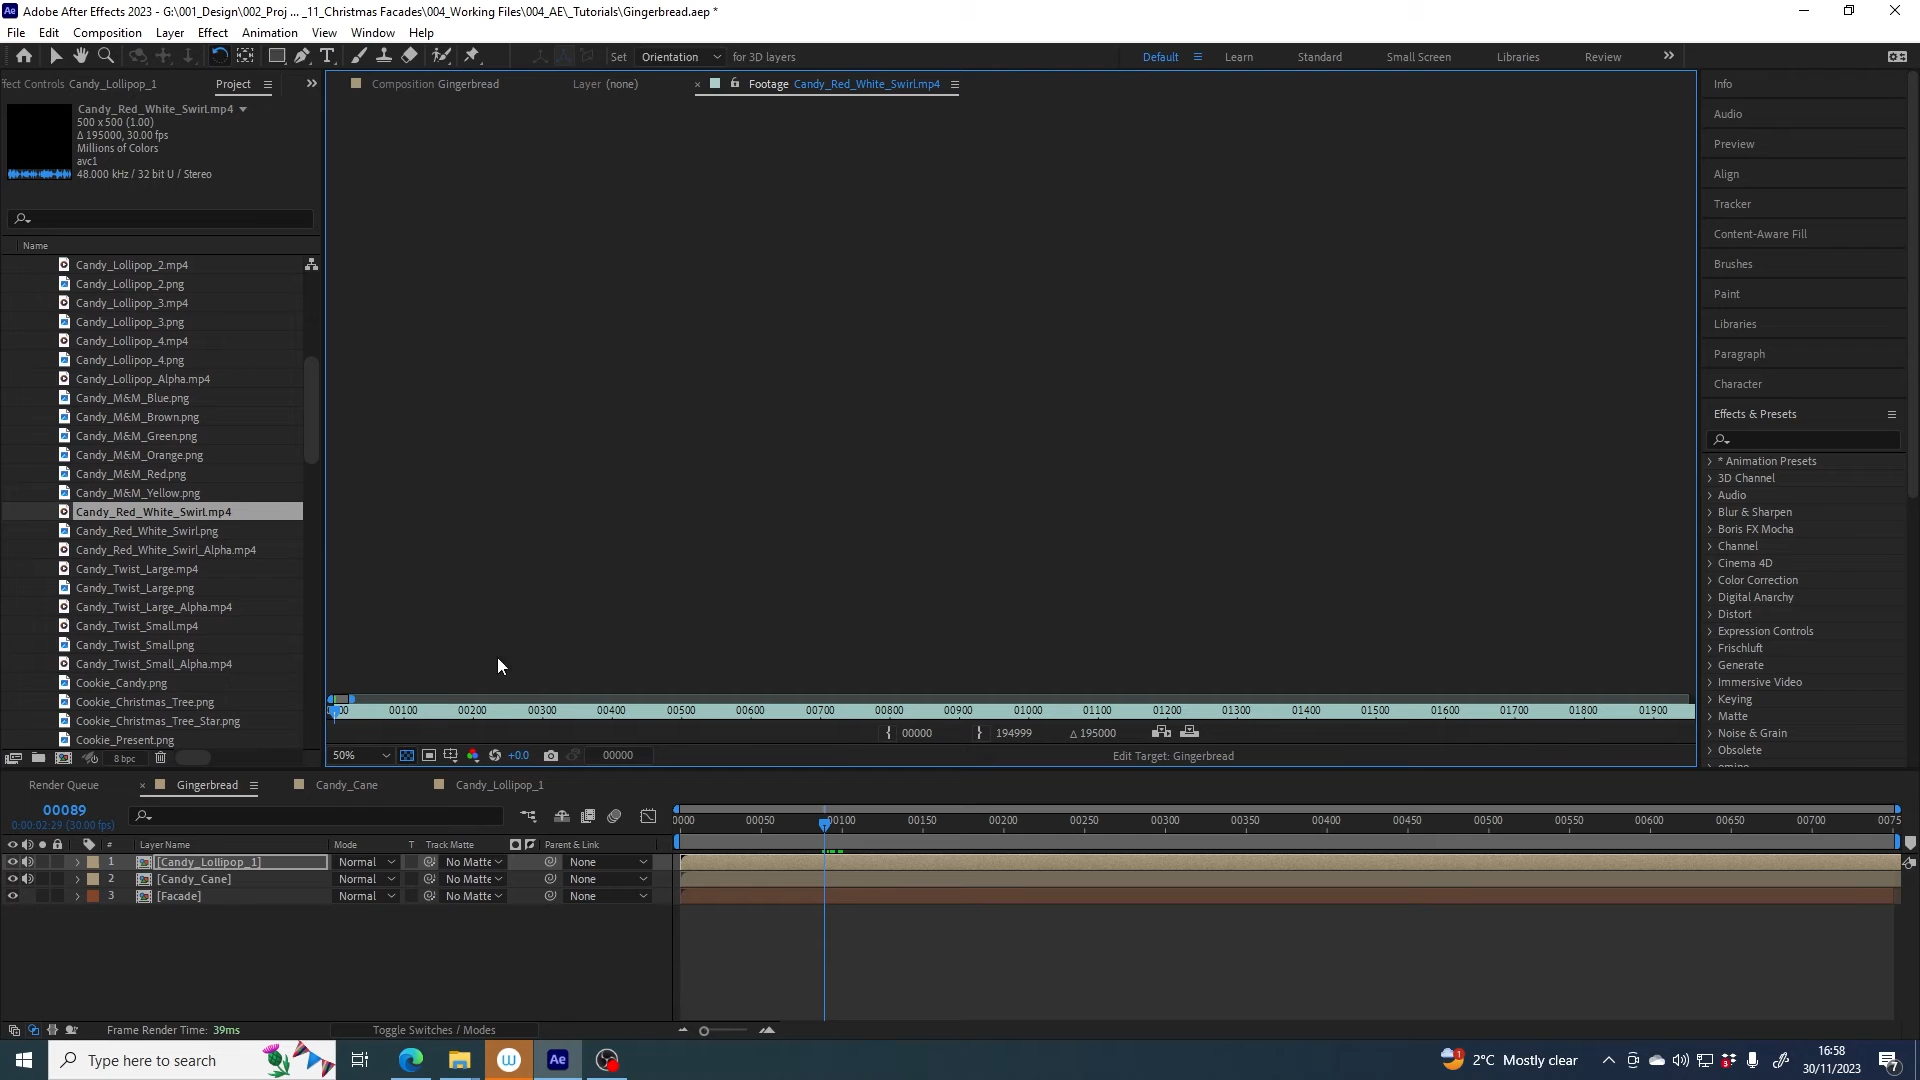 Adobe After Effects 2023 - G:\001_Design\002_Proj ... _11_Christmas Facades\004_Working Files\004_AE\_Tutorials\Gingerbread.aep *
File Edit Composition Layer Effect Animation View Window Help
Set Orientation for 3D layers Default Learn Standard Small Screen Libraries Review
ffect Controls Candy_Lollipop_1 Project
Composition Gingerbread Layer (none) Footage Candy_Red_White_Swirl.mp4
Candy_Red_White_Swirl.mp4
500 x 500 (1.00)
Δ 195000, 30.00 fps
Millions of Colors
avc1
48.000 kHz / 32 bit U / Stereo
Name
Candy_Lollipop_2.mp4
Candy_Lollipop_2.png
Candy_Lollipop_3.mp4
Candy_Lollipop_3.png
Candy_Lollipop_4.mp4
Candy_Lollipop_4.png
Candy_Lollipop_Alpha.mp4
Candy_M&M_Blue.png
Candy_M&M_Brown.png
Candy_M&M_Green.png
Candy_M&M_Orange.png
Candy_M&M_Red.png
Candy_M&M_Yellow.png
Candy_Red_White_Swirl.mp4
Candy_Red_White_Swirl.png
Candy_Red_White_Swirl_Alpha.mp4
Candy_Twist_Large.mp4
Candy_Twist_Large.png
Candy_Twist_Large_Alpha.mp4
Candy_Twist_Small.mp4
Candy_Twist_Small.png
Candy_Twist_Small_Alpha.mp4
Cookie_Candy.png
Cookie_Christmas_Tree.png
Cookie_Christmas_Tree_Star.png
Cookie_Present.png
8 bpc
00100 00200 00300 00400 00500 00600 00700 00800 00900 01000 01100 01200 01300 01400 01500 01600 01700 01800 01900
00000 194999 Δ 195000
50% +0.0 00000 Edit Target: Gingerbread
Info
Audio
Preview
Align
Tracker
Content-Aware Fill
Brushes
Paint
Libraries
Paragraph
Character
Effects & Presets
* Animation Presets
3D Channel
Audio
Blur & Sharpen
Boris FX Mocha
Channel
Cinema 4D
Color Correction
Digital Anarchy
Distort
Expression Controls
Frischluft
Generate
Immersive Video
Keying
Matte
Noise & Grain
Obsolete
Render Queue Gingerbread Candy_Cane Candy_Lollipop_1
00089
0:00:02:29 (30.00 fps)
0000 00050 00100 00150 00200 00250 00300 00350 00400 00450 00500 00550 00600 00650 00700 0075
# Layer Name Mode T Track Matte Parent & Link
1 [Candy_Lollipop_1] Normal No Matte None
2 [Candy_Cane] Normal No Matte None
3 [Facade] Normal No Matte None
Frame Render Time: 39ms Toggle Switches / Modes
Type here to search
2°C Mostly clear
16:58
30/11/2023
7